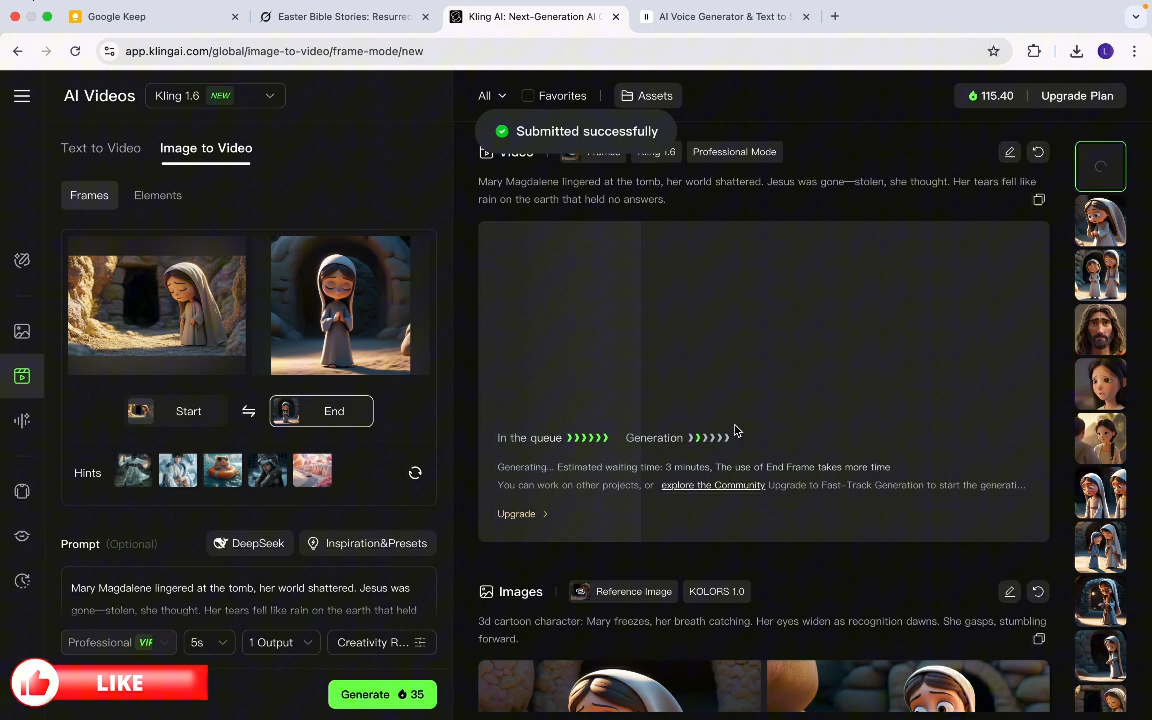 Google Keep
Easter Bible Stories: Resurrec
Kling AI: Next-Generation AI C
AI Voice Generator & Text to S
app.klingai.com/global/image-to-video/frame-mode/new
L
AI Videos
Kling 1.6 NEW
All
Favorites
Assets
115.40
Upgrade Plan
Submitted successfully
Text to Video
Image to Video
Video
Frames
Kling 1.6
Professional Mode
Mary Magdalene lingered at the tomb, her world shattered. Jesus was gone—stolen, she thought. Her tears fell like
rain on the earth that held no answers.
Frames
Elements
Start
End
Hints
In the queue
Generation
Generating... Estimated waiting time: 3 minutes, The use of End Frame takes more time
You can work on other projects, or explore the Community Upgrade to Fast-Track Generation to start the generati...
Upgrade
Prompt (Optional)
DeepSeek
Inspiration&Presets
Mary Magdalene lingered at the tomb, her world shattered. Jesus was
gone—stolen, she thought. Her tears fell like rain on the earth that held
Professional VIP
5s
1 Output
Creativity R...
Images
Reference Image
KOLORS 1.0
3d cartoon character: Mary freezes, her breath catching. Her eyes widen as recognition dawns. She gasps, stumbling
forward.
LIKE
Generate 35